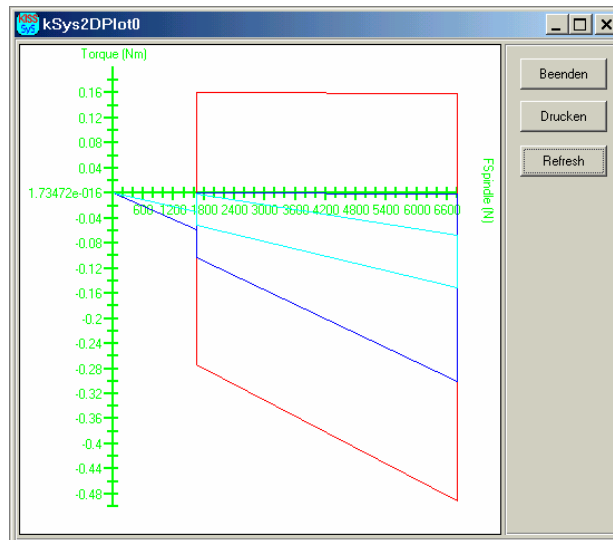 KISS
SyS
kSys2DPlot0
Torque (Nm)
0.16
0.12
0.08
0.04
1.73472e-016
600 1200 1800 2400 3000 3600 4200 4800 5400 6000 6600
FSpindle [N]
-0.04
-0.08
-0.12
-0.16
-0.2
-0.24
-0.28
-0.32
-0.36
-0.4
-0.44
-0.48
Beenden
Drucken
Refresh